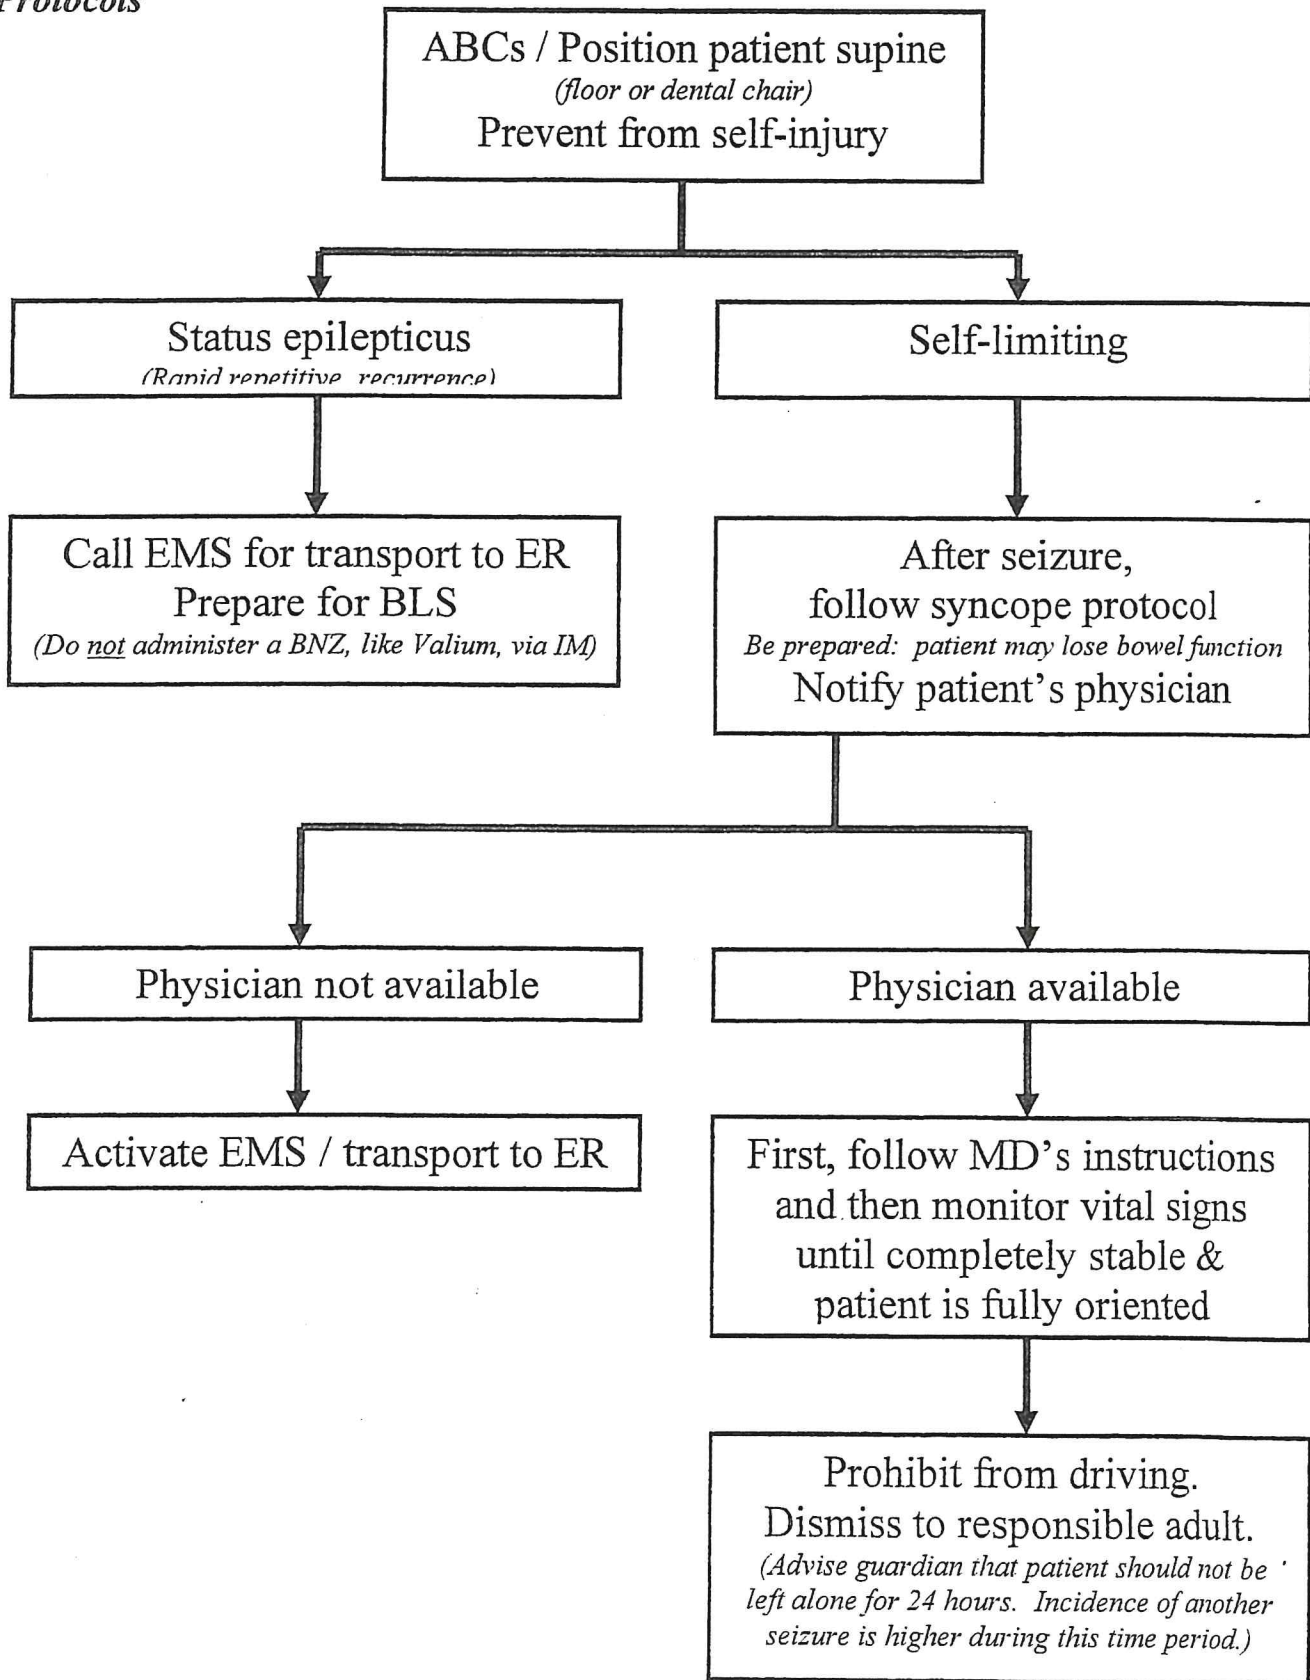 Protocols
ABCs / Position patient supine
(floor or dental chair)
Prevent from self-injury
Status epilepticus
(Rapid repetitive recurrence)
Self-limiting
Call EMS for transport to ER
Prepare for BLS
(Do not administer a BNZ, like Valium, via IM)
After seizure,
follow syncope protocol
Be prepared: patient may lose bowel function
Notify patient's physician
Physician not available
Physician available
Activate EMS / transport to ER
First, follow MD's instructions
and then monitor vital signs
until completely stable &
patient is fully oriented
Prohibit from driving.
Dismiss to responsible adult.
(Advise guardian that patient should not be
left alone for 24 hours. Incidence of another
seizure is higher during this time period.)